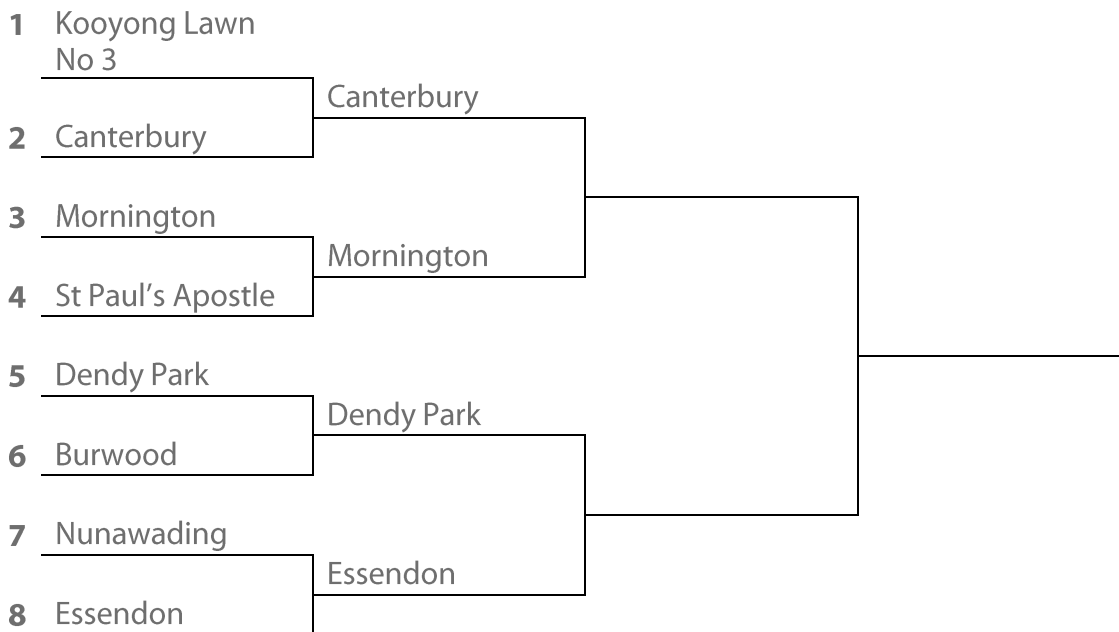 1 Kooyong Lawn
No 3
Canterbury
2 Canterbury
3 Mornington
Mornington
4 St Paul’s Apostle
5 Dendy Park
Dendy Park
6 Burwood
7 Nunawading
Essendon
8 Essendon